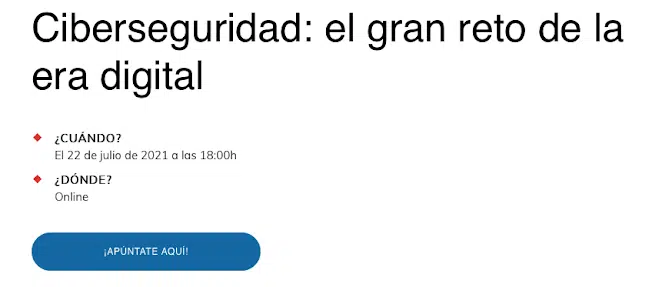 Ciberseguridad: el gran reto de la
era digital
¿CUÁNDO?
El 22 de julio de 2021 a las 18:00h
¿DÓNDE?
Online
¡APÚNTATE AQUÍ!